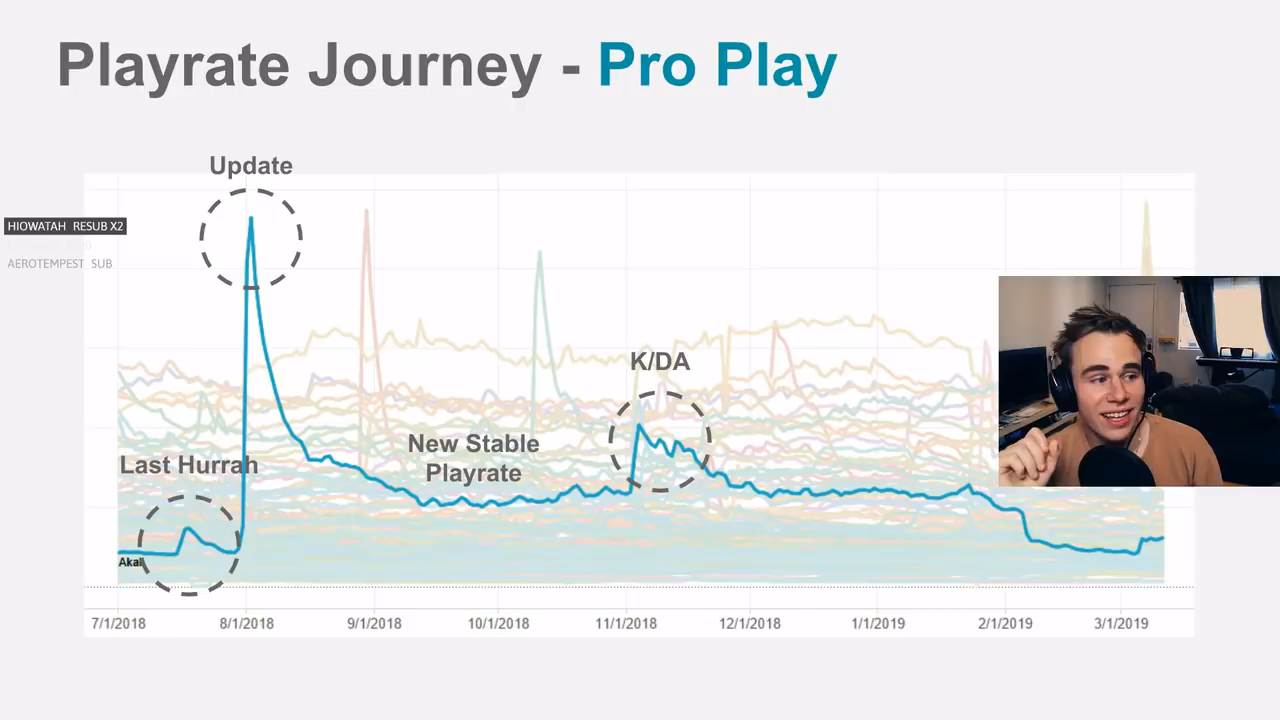 Playrate Journey - Pro Play
Update
HIOWATAH RESUB X2
AEROTEMPEST SUB
K/DA
New Stable
Playrate
Last Hurrah
7/1/2018 8/1/2018 9/1/2018 10/1/2018 11/1/2018 12/1/2018 1/1/2019 2/1/2019 3/1/2019